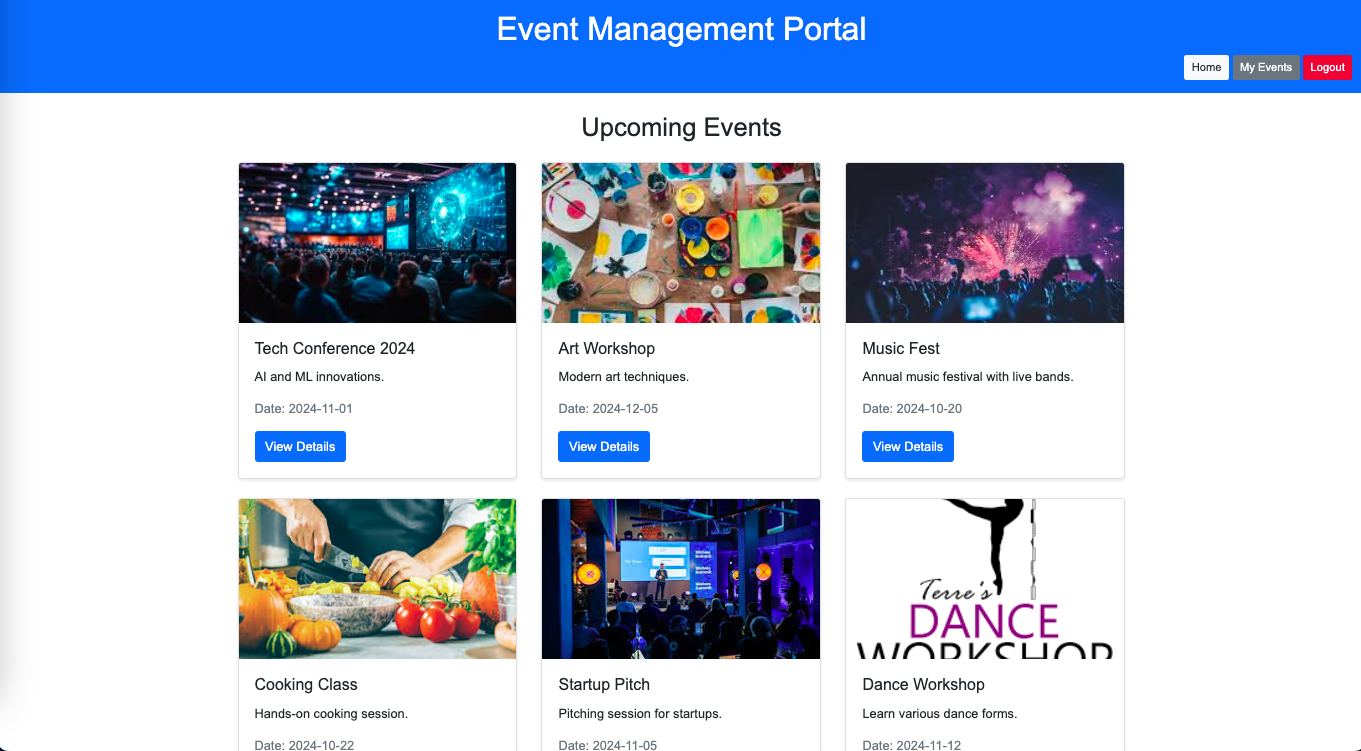 Event Management Portal
Home My Events Logout
Upcoming Events
Tech Conference 2024
AI and ML innovations.
Date: 2024-11-01
View Details
Art Workshop
Modern art techniques.
Date: 2024-12-05
View Details
Music Fest
Annual music festival with live bands.
Date: 2024-10-20
View Details
Cooking Class
Hands-on cooking session.
Date: 2024-10-22
Startup Pitch
Pitching session for startups.
Date: 2024-11-05
Terre's
DANCE
WORKSHOP
Dance Workshop
Learn various dance forms.
Date: 2024-11-12